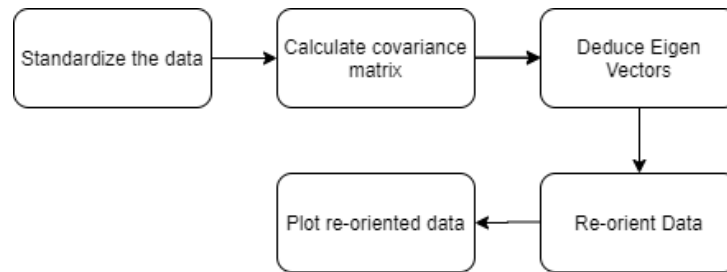 Standardize the data
Calculate covariance
matrix
Deduce Eigen
Vectors
Re-orient Data
Plot re-oriented data